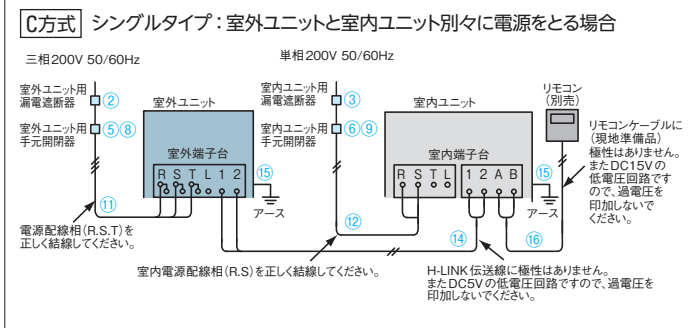 C方式 シングルタイプ：室外ユニットと室内ユニット別々に電源をとる場合
三相200V 50/60Hz
単相200V 50/60Hz
室外ユニット用
漏電遮断器
②
室外ユニット用
手元開閉器
⑤⑧
室外ユニット
室外端子台
R S T L 1 2
⑮
アース
⑪
電源配線相（R.S.T）を
正しく結線してください。
室内ユニット用
漏電遮断器
③
室内ユニット用
手元開閉器
⑥⑨
室内ユニット
室内端子台
R S T L
1 2 A B
⑮
アース
⑫
室内電源配線相（R.S）を正しく結線してください。
⑭
H-LINK伝送線に極性はありません。
またDC5Vの低電圧回路ですので、過電圧を
印加しないでください。
⑯
リモコン
（別売）
リモコンケーブルに
（現地準備品）
極性はありません。
またDC15Vの
低電圧回路です
ので、過電圧を
印加しないで
ください。